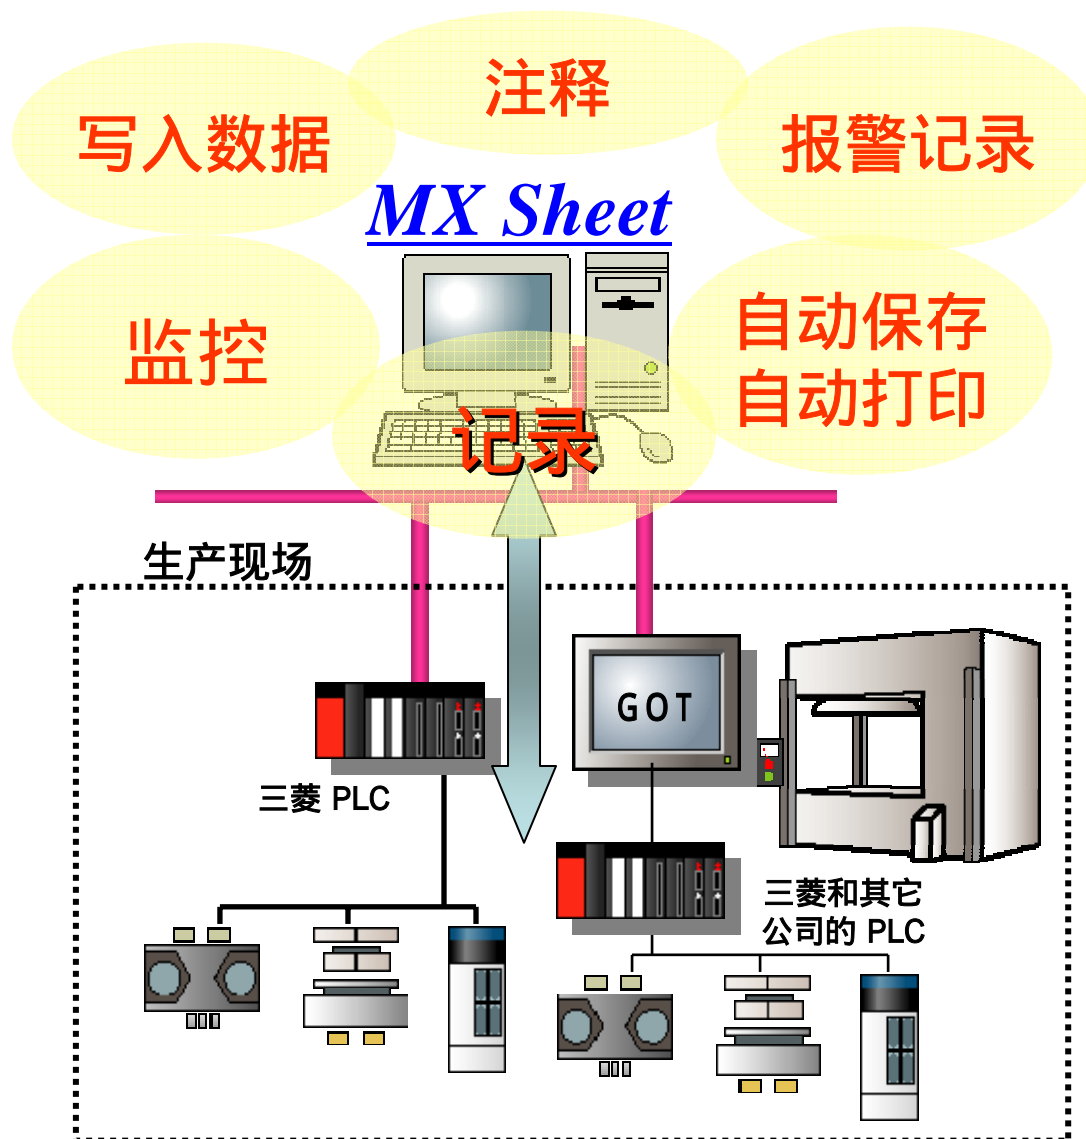 注释
写入数据
报警记录
MX Sheet
监控
自动保存
自动打印
记录
生产现场
GOT
三菱 PLC
三菱和其它
公司的 PLC